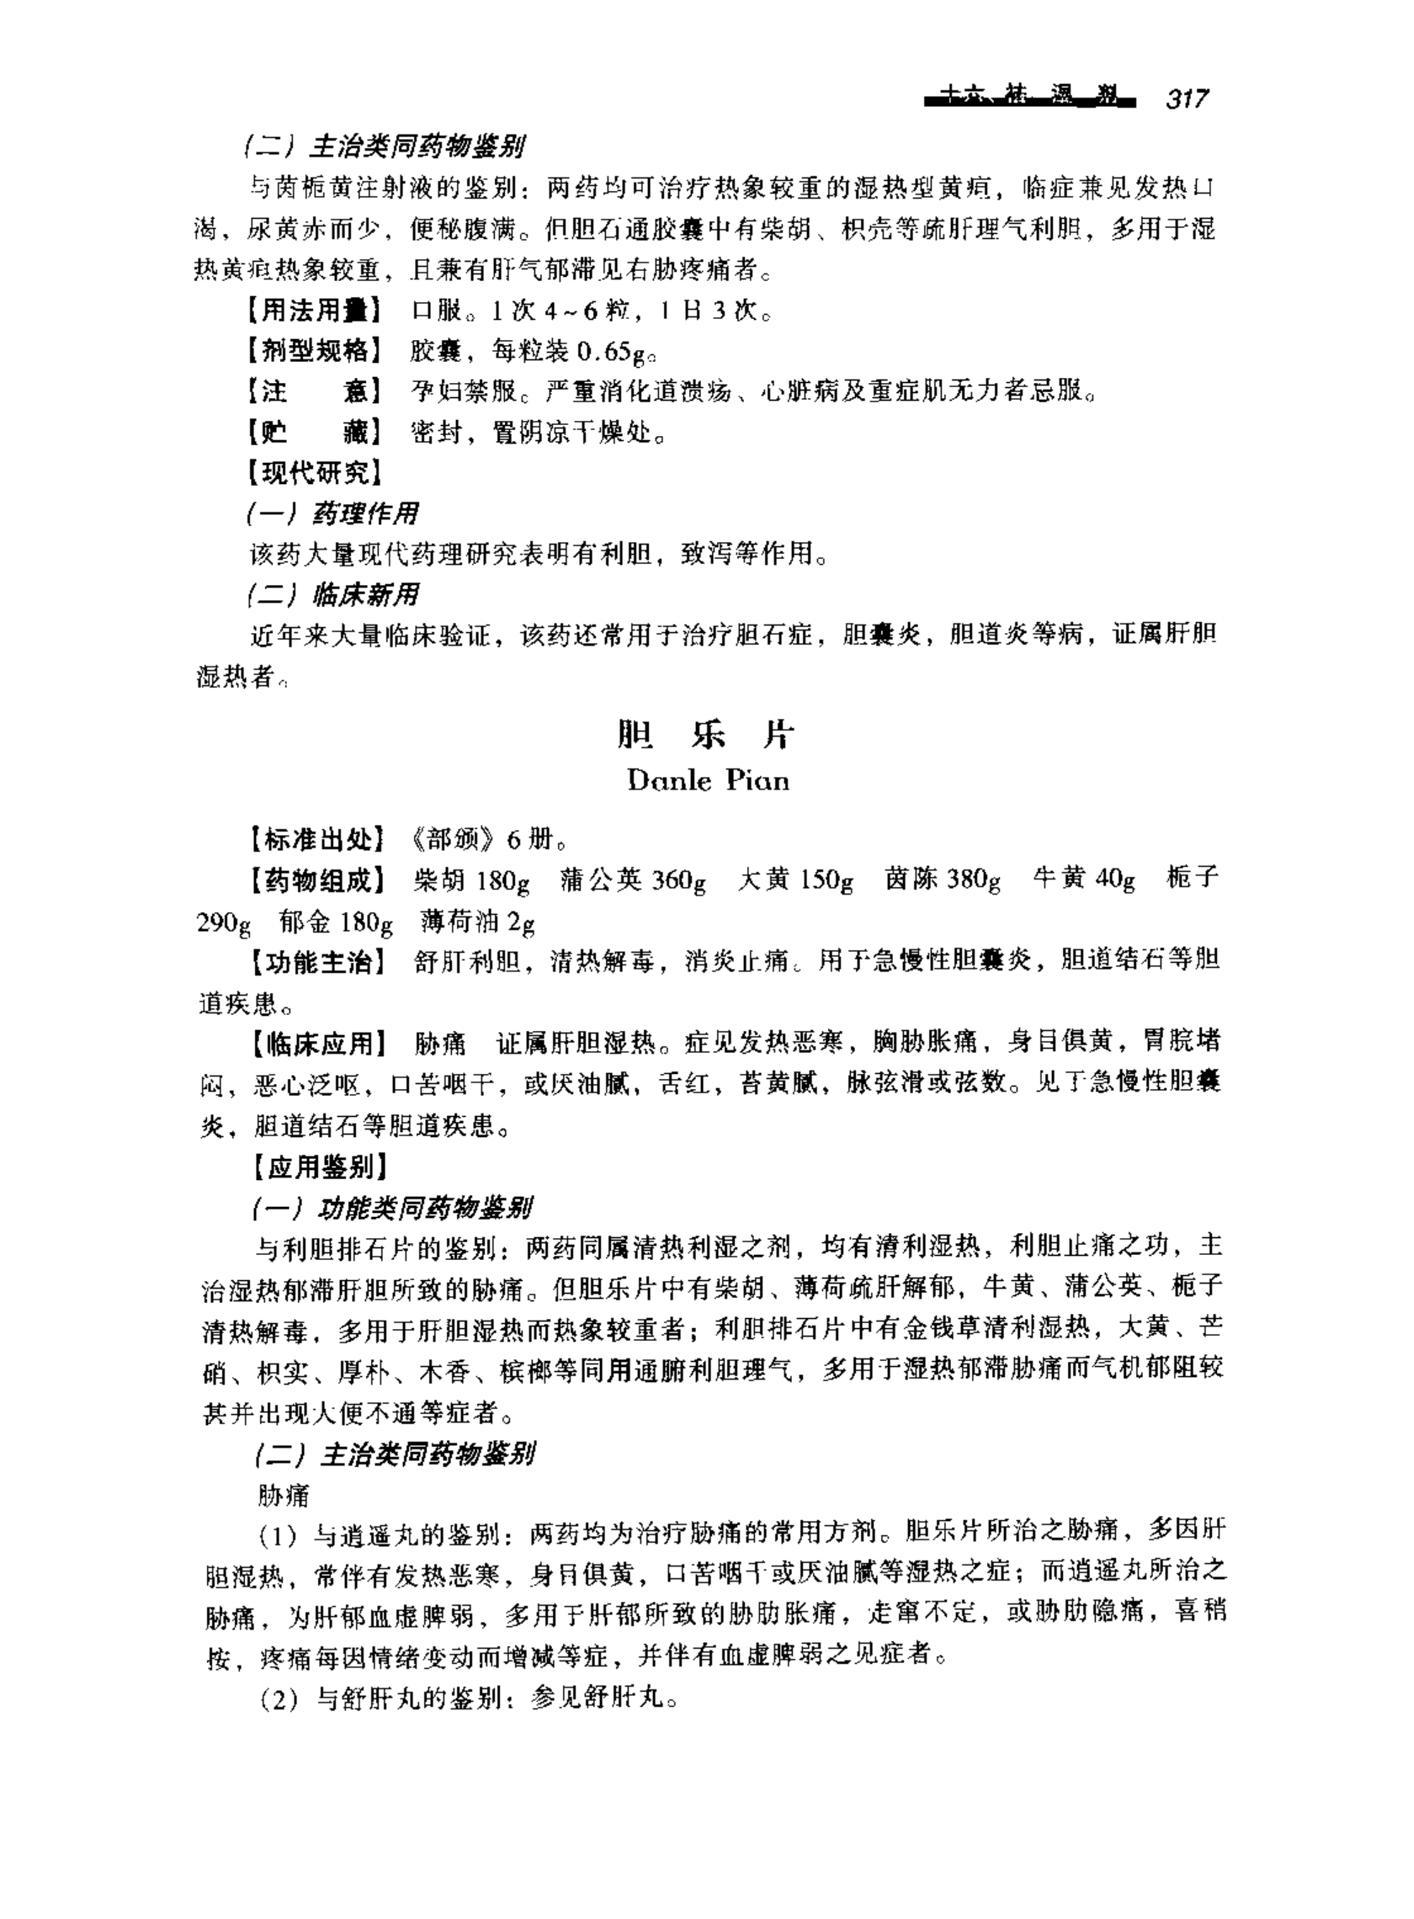 十六、祛湿剂 317
（二）主治类同药物鉴别
与茵栀黄注射液的鉴别：两药均可治疗热象较重的湿热型黄疸，临症兼见发热口
渴，尿黄赤而少，便秘腹满。但胆石通胶囊中有柴胡、枳壳等疏肝理气利胆，多用于湿
热黄疸热象较重，且兼有肝气郁滞见右胁疼痛者。
【用法用量】 口服。1次4~6粒，1日3次。
【剂型规格】 胶囊，每粒装0.65g。
【注　　意】 孕妇禁服。严重消化道溃疡、心脏病及重症肌无力者忌服。
【贮　　藏】 密封，置阴凉干燥处。
【现代研究】
（一）药理作用
该药大量现代药理研究表明有利胆，致泻等作用。
（二）临床新用
近年来大量临床验证，该药还常用于治疗胆石症，胆囊炎，胆道炎等病，证属肝胆
湿热者。
胆 乐 片
Danle Pian
【标准出处】《部颁》6册。
【药物组成】 柴胡180g 蒲公英360g 大黄150g 茵陈380g 牛黄40g 栀子
290g 郁金180g 薄荷油2g
【功能主治】 舒肝利胆，清热解毒，消炎止痛。用于急慢性胆囊炎，胆道结石等胆
道疾患。
【临床应用】 胁痛 证属肝胆湿热。症见发热恶寒，胸胁胀痛，身目俱黄，胃脘堵
闷，恶心泛呕，口苦咽干，或厌油腻，舌红，苔黄腻，脉弦滑或弦数。见于急慢性胆囊
炎，胆道结石等胆道疾患。
【应用鉴别】
（一）功能类同药物鉴别
与利胆排石片的鉴别：两药同属清热利湿之剂，均有清利湿热，利胆止痛之功，主
治湿热郁滞肝胆所致的胁痛。但胆乐片中有柴胡、薄荷疏肝解郁，牛黄、蒲公英、栀子
清热解毒，多用于肝胆湿热而热象较重者；利胆排石片中有金钱草清利湿热，大黄、芒
硝、枳实、厚朴、木香、槟榔等同用通腑利胆理气，多用于湿热郁滞胁痛而气机郁阻较
甚并出现大便不通等症者。
（二）主治类同药物鉴别
胁痛
（1）与逍遥丸的鉴别：两药均为治疗胁痛的常用方剂。胆乐片所治之胁痛，多因肝
胆湿热，常伴有发热恶寒，身目俱黄，口苦咽干或厌油腻等湿热之症；而逍遥丸所治之
胁痛，为肝郁血虚脾弱，多用于肝郁所致的胁肋胀痛，走窜不定，或胁肋隐痛，喜稍
按，疼痛每因情绪变动而增减等症，并伴有血虚脾弱之见症者。
（2）与舒肝丸的鉴别：参见舒肝丸。